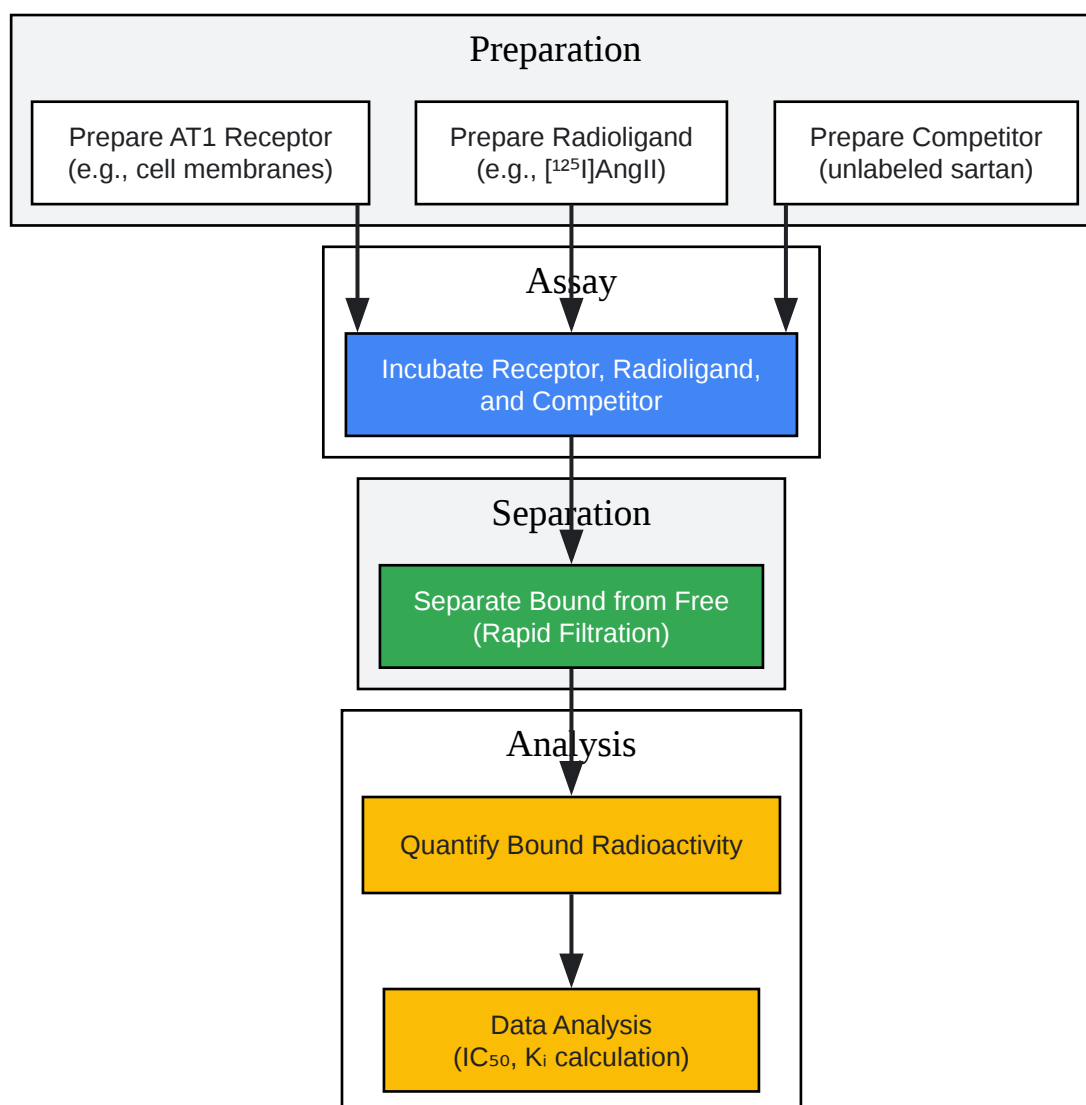 Preparation
Prepare AT1 Receptor
(e.g., cell membranes)
Prepare Radioligand
(e.g., [¹²⁵I]AngII)
Prepare Competitor
(unlabeled sartan)
Assay
Incubate Receptor, Radioligand,
and Competitor
Separation
Separate Bound from Free
(Rapid Filtration)
Analysis
Quantify Bound Radioactivity
Data Analysis
(IC₅₀, Kᵢ calculation)